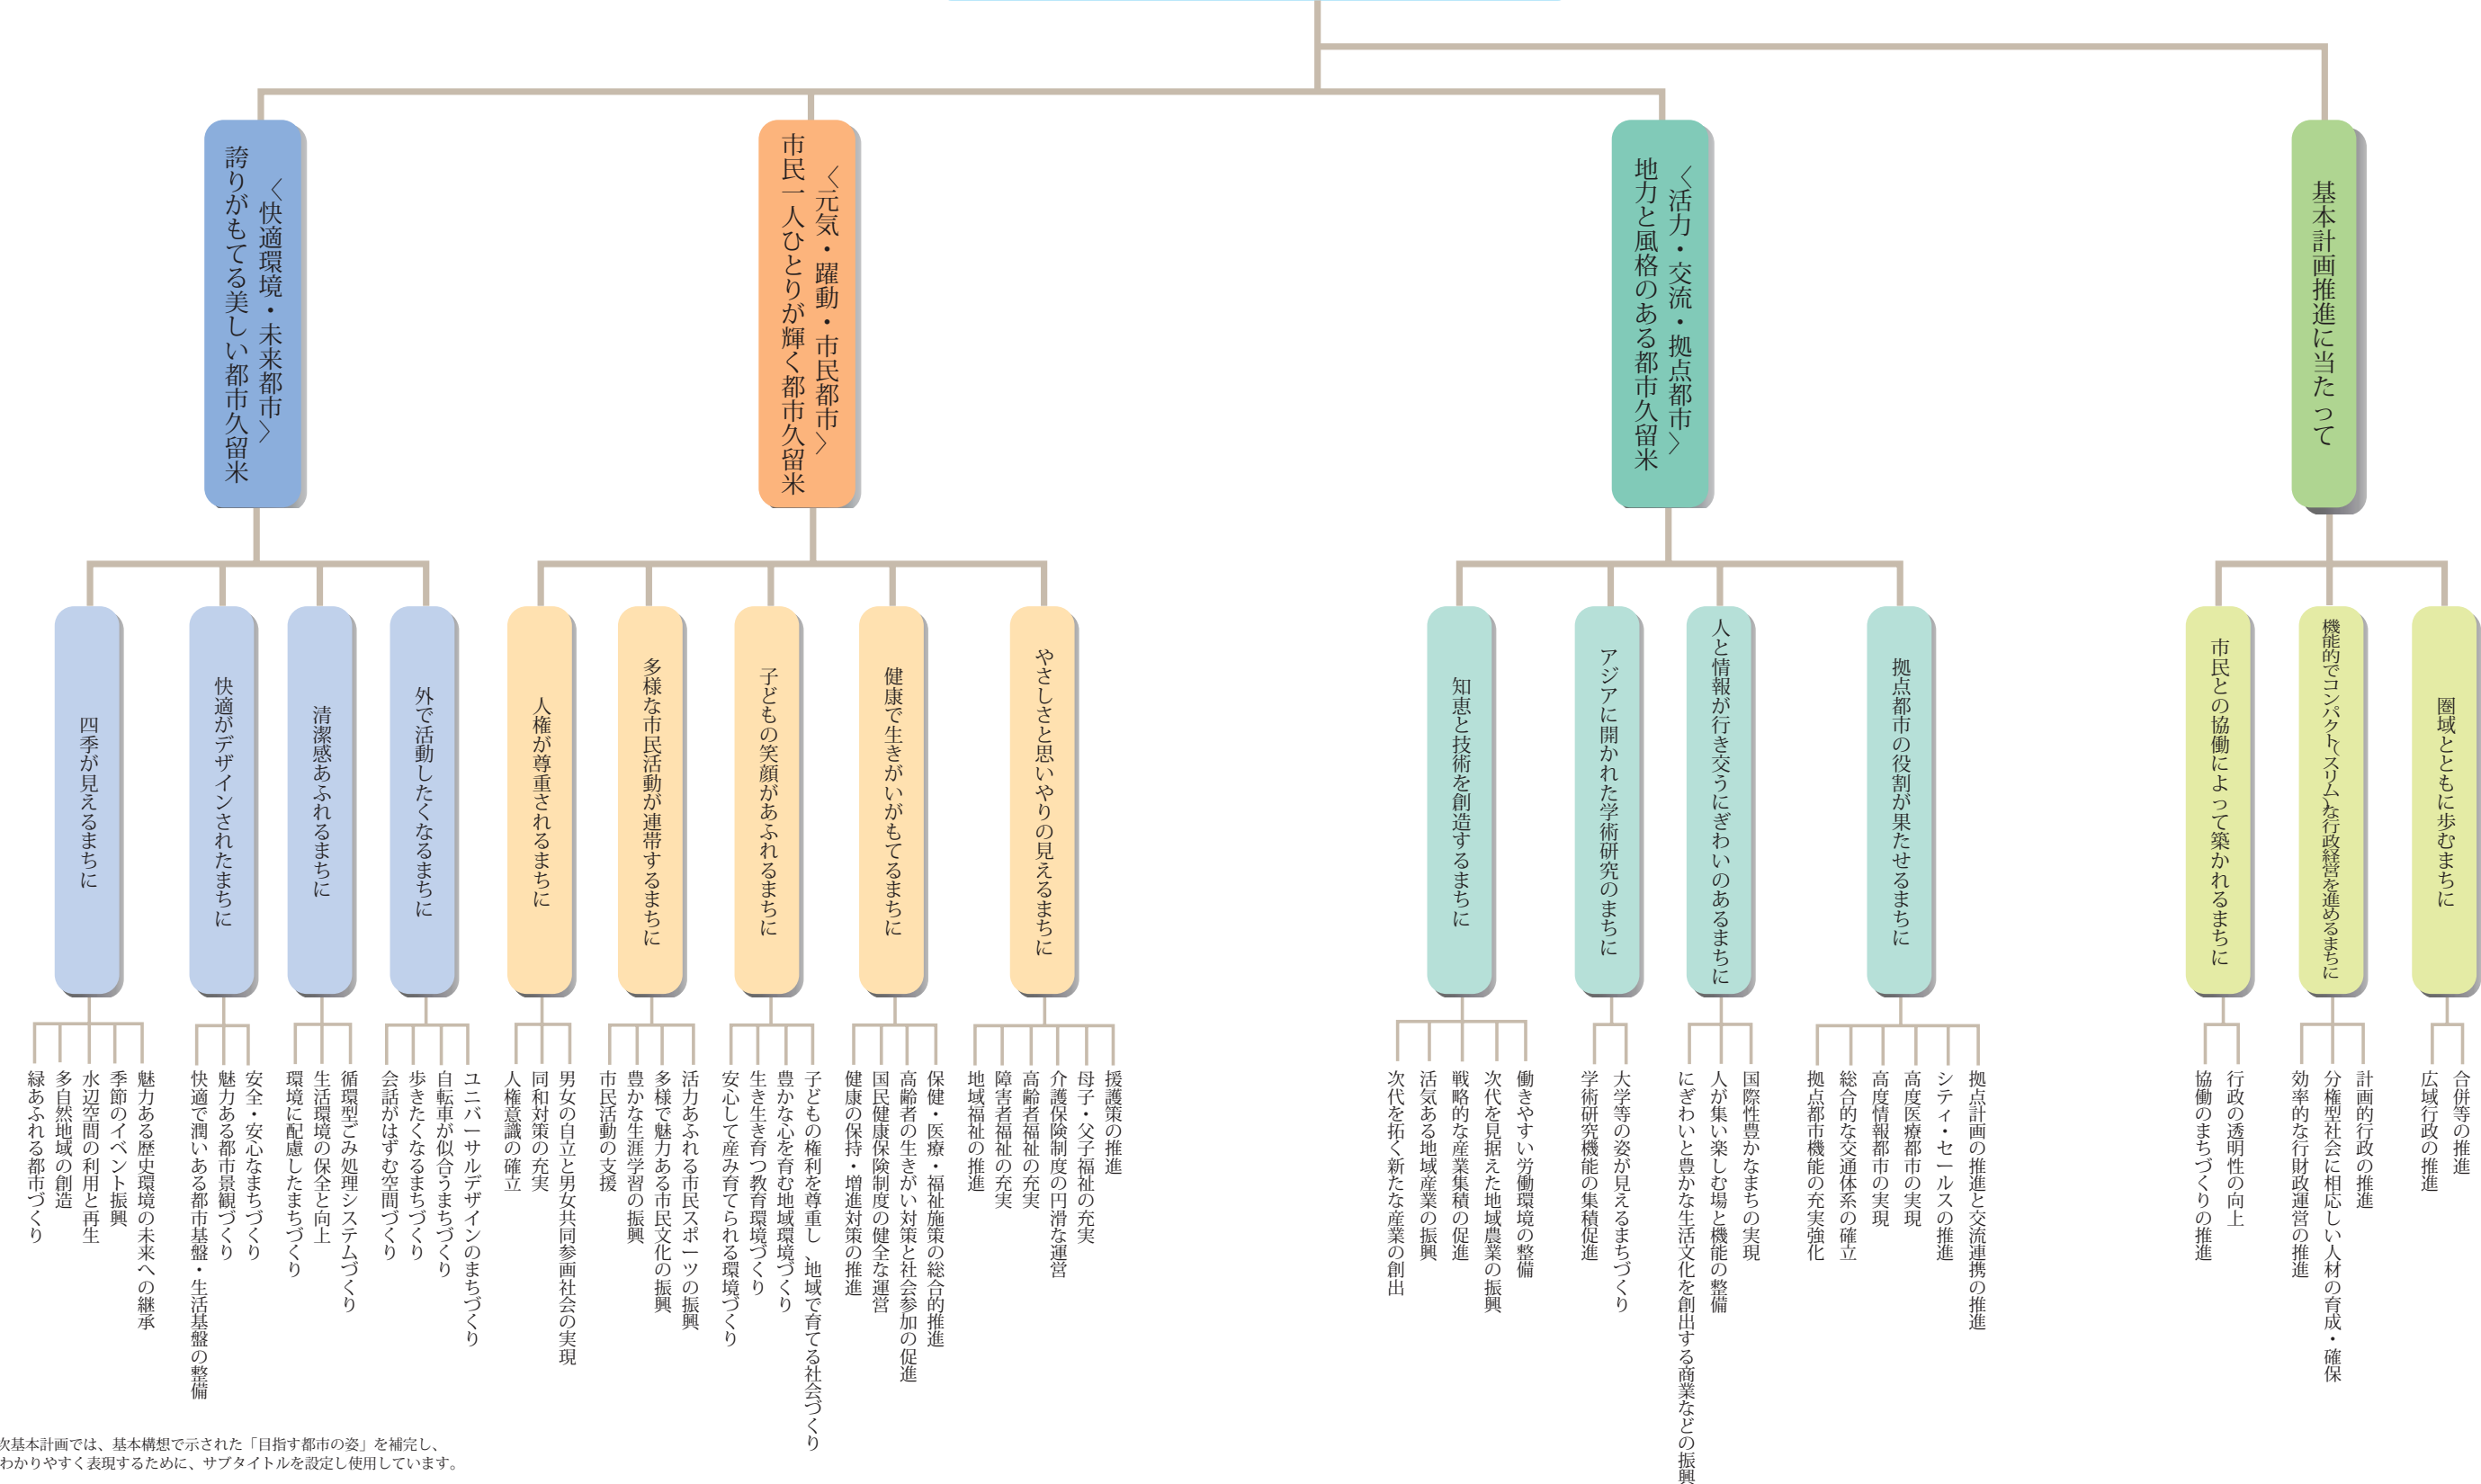 誇りがもてる美しい都市久留米
〈快適環境・未来都市〉
市民一人ひとりが輝く都市久留米
〈元気・躍動・市民都市〉
地力と風格のある都市久留米
〈活力・交流・拠点都市〉
基本計画推進に当たって
四季が見えるまちに
快適がデザインされたまちに
清潔感あふれるまちに
外で活動したくなるまちに
人権が尊重されるまちに
多様な市民活動が連帯するまちに
子どもの笑顔があふれるまちに
健康で生きがいがもてるまちに
やさしさと思いやりの見えるまちに
知恵と技術を創造するまちに
アジアに開かれた学術研究のまちに
人と情報が行き交うにぎわいのあるまちに
拠点都市の役割が果たせるまちに
市民との協働によって築かれるまちに
機能的でコンパクト（スリム）な行政経営を進めるまちに
圏域とともに歩むまちに
緑あふれる都市づくり
多自然地域の創造
水辺空間の利用と再生
季節のイベント振興
魅力ある歴史環境の未来への継承
快適で潤いある都市基盤・生活基盤の整備
魅力ある都市景観づくり
安全・安心なまちづくり
環境に配慮したまちづくり
生活環境の保全と向上
循環型ごみ処理システムづくり
会話がはずむ空間づくり
歩きたくなるまちづくり
自転車が似合うまちづくり
ユニバーサルデザインのまちづくり
人権意識の確立
同和対策の充実
男女の自立と男女共同参画社会の実現
市民活動の支援
豊かな生涯学習の振興
多様で魅力ある市民文化の振興
活力あふれる市民スポーツの振興
安心して産み育てられる環境づくり
生き生き育つ教育環境づくり
豊かな心を育む地域環境づくり
子どもの権利を尊重し、地域で育てる社会づくり
健康の保持・増進対策の推進
国民健康保険制度の健全な運営
高齢者の生きがい対策と社会参加の促進
保健・医療・福祉施策の総合的推進
地域福祉の推進
障害者福祉の充実
高齢者福祉の充実
介護保険制度の円滑な運営
母子・父子福祉の充実
援護策の推進
次代を拓く新たな産業の創出
活気ある地域産業の振興
戦略的な産業集積の促進
次代を見据えた地域農業の振興
働きやすい労働環境の整備
学術研究機能の集積促進
大学等の姿が見えるまちづくり
にぎわいと豊かな生活文化を創出する商業などの振興
人が集い楽しむ場と機能の整備
国際性豊かなまちの実現
拠点都市機能の充実強化
総合的な交通体系の確立
高度情報都市の実現
高度医療都市の実現
シティ・セールスの推進
拠点計画の推進と交流連携の推進
協働のまちづくりの推進
行政の透明性の向上
効率的な行財政運営の推進
分権型社会に相応しい人材の育成・確保
計画的行政の推進
広域行政の推進
合併等の推進
次基本計画では、基本構想で示された「目指す都市の姿」を補完し、
わかりやすく表現するために、サブタイトルを設定し使用しています。